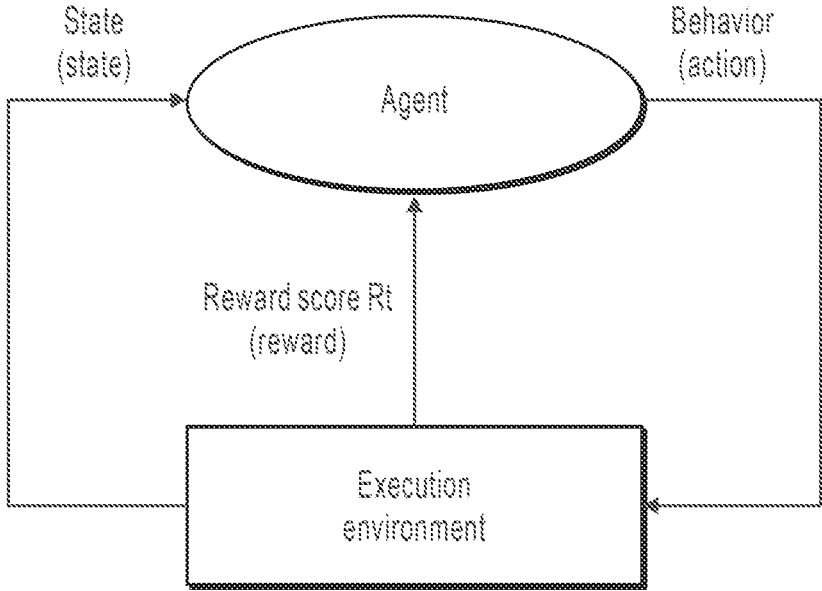 State
(state)
Agent
Behavior
(action)
Reward score Rt
(reward)
Execution
environment